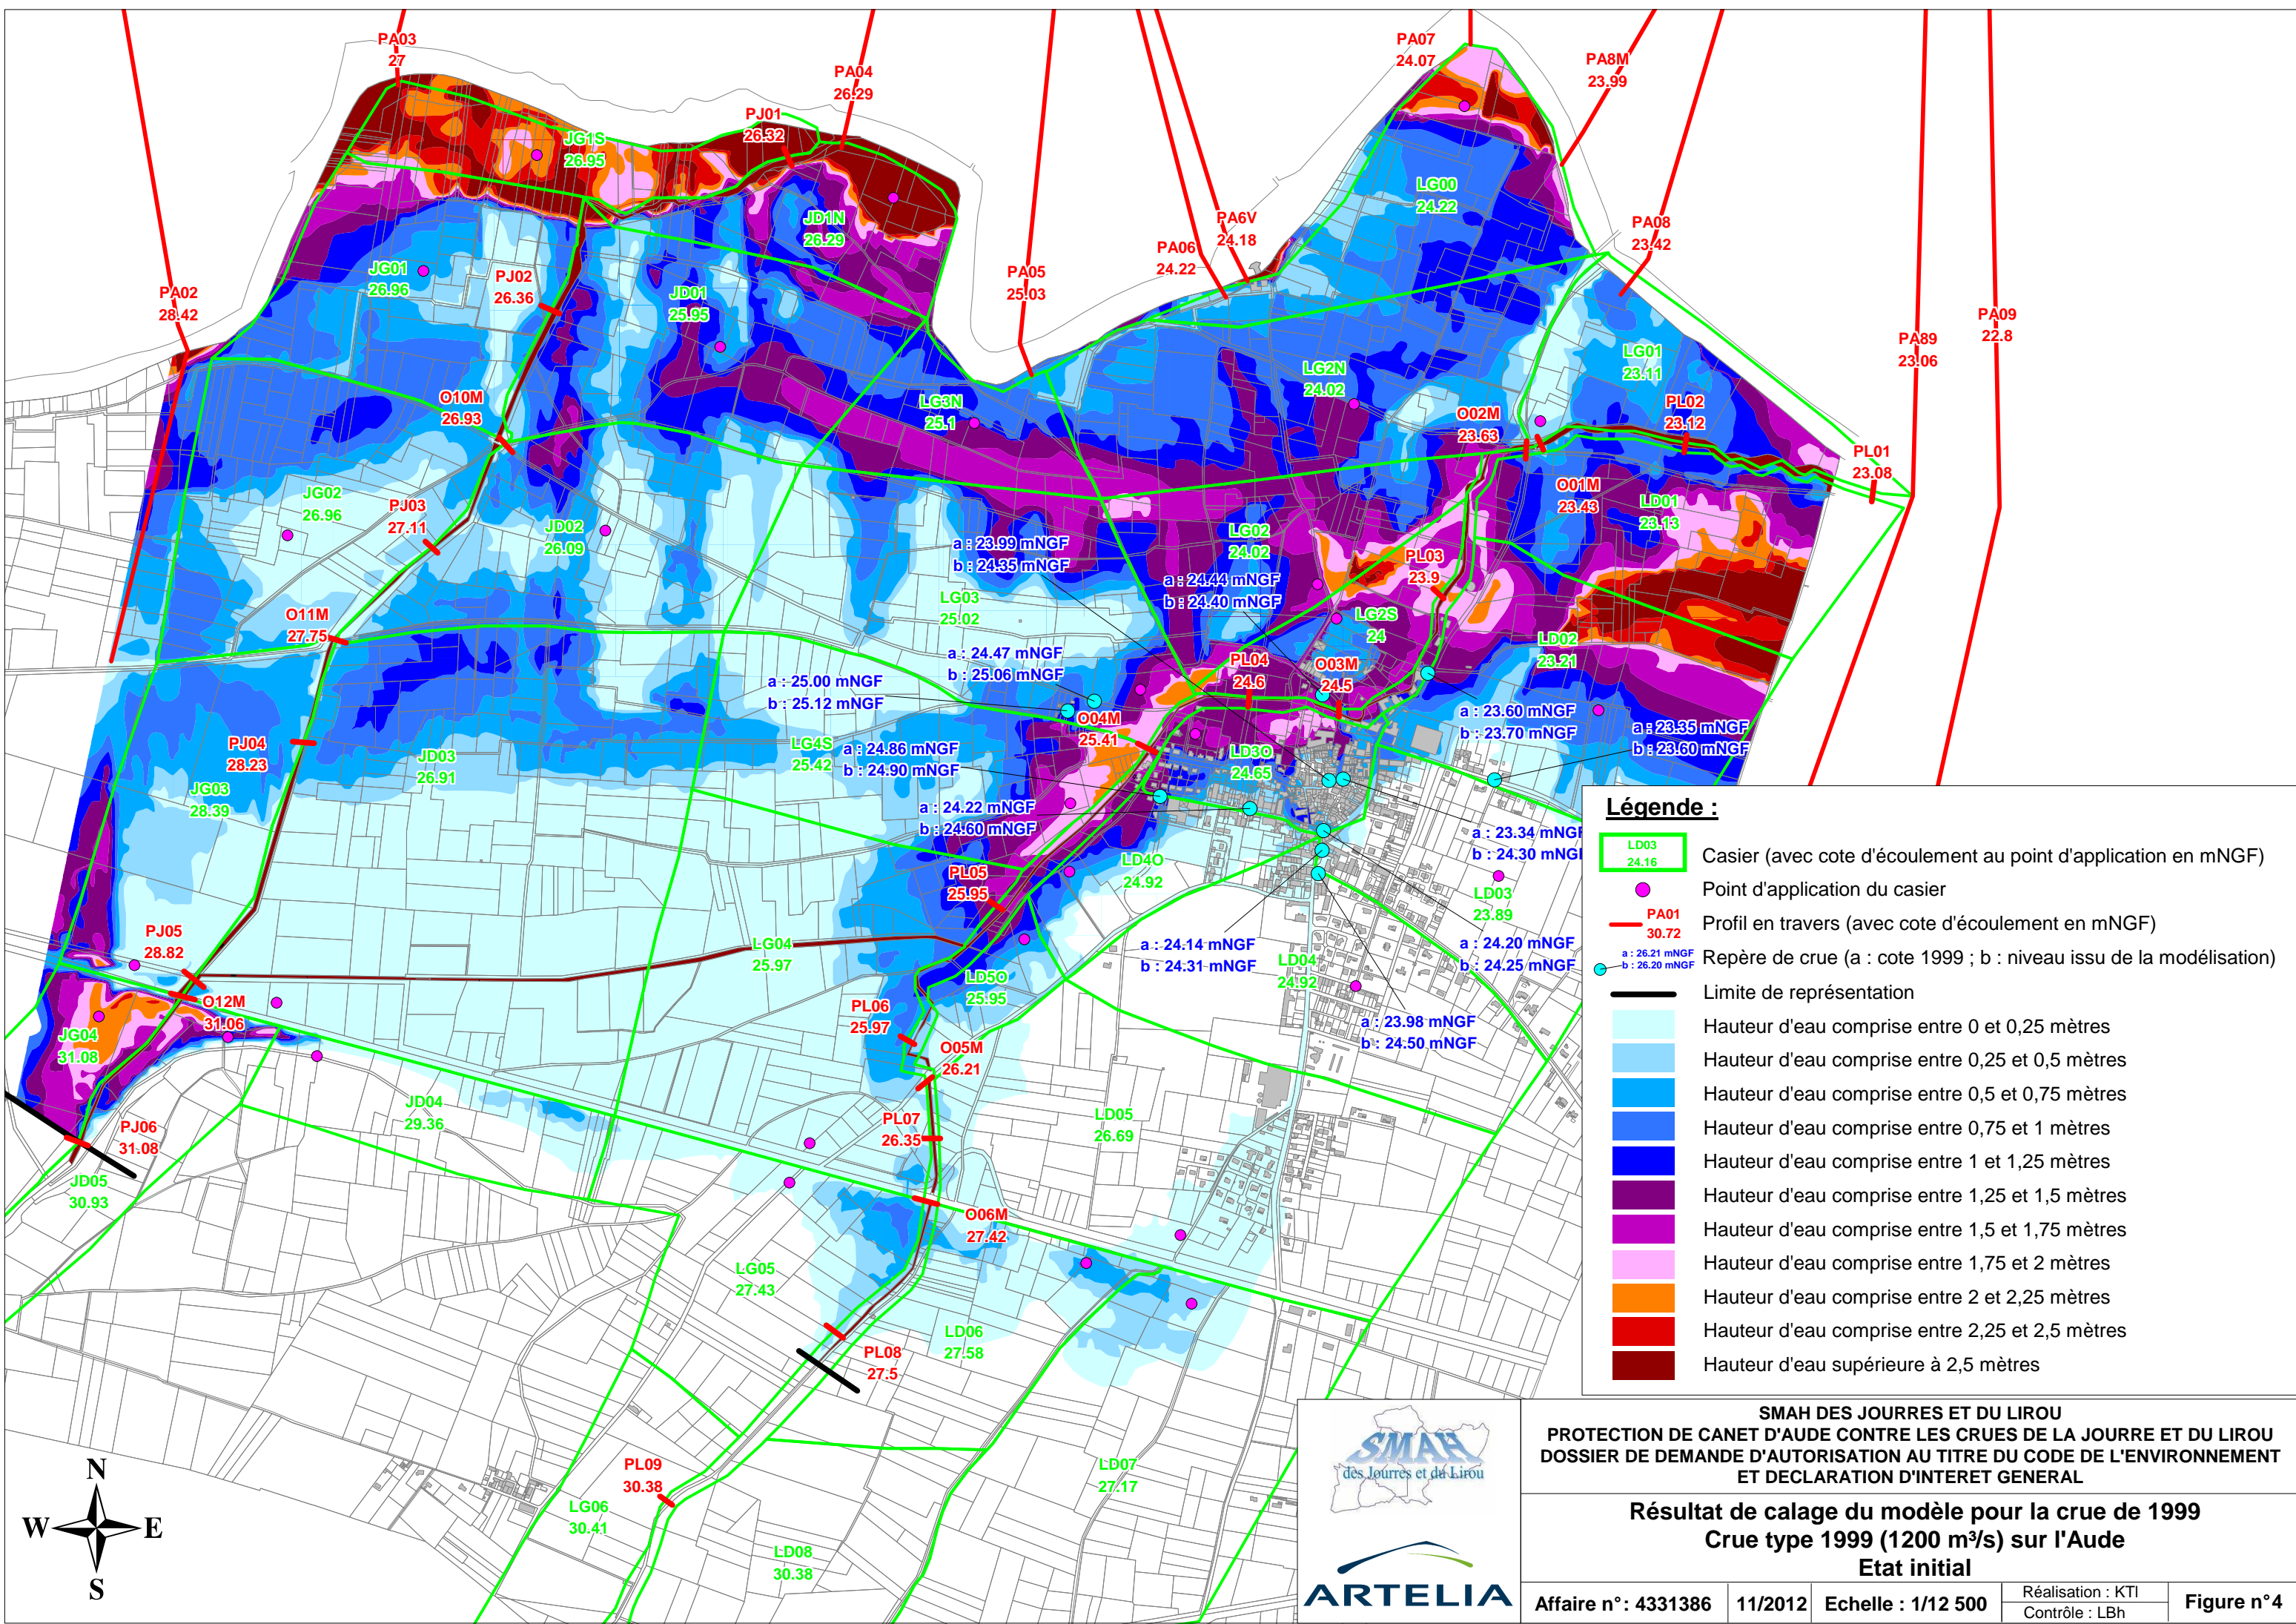 PA03
27
PA04
26.29
PJ01
26.32
JG1S
26.95
PA07
24.07
PA8M
23.99
LG00
24.22
JD1N
26.29
PA6V
24.18
PA06
24.22
PA08
23.42
PA05
25.03
JG01
26.96
PJ02
26.36
JD01
25.95
PA02
28.42
PA09
22.8
PA89
23.06
LG01
23.11
LG2N
24.02
O10M
26.93
LG3N
25.1
O02M
23.63
PL02
23.12
PL01
23.08
JG02
26.96
PJ03
27.11
JD02
26.09
O01M
23.43
LD01
23.13
LG02
24.02
a : 23.99 mNGF
b : 24.35 mNGF
a : 24.44 mNGF
b : 24.40 mNGF
PL03
23.9
LG03
25.02
O11M
27.75
LG2S
24
LD02
23.21
a : 24.47 mNGF
b : 25.06 mNGF
PL04
24.6
O03M
24.5
a : 25.00 mNGF
b : 25.12 mNGF
O04M
25.41
a : 23.60 mNGF
b : 23.70 mNGF
a : 23.35 mNGF
b : 23.60 mNGF
PJ04
28.23
JD03
26.91
LG4S
25.42
a : 24.86 mNGF
b : 24.90 mNGF
LD3O
24.65
JG03
28.39
a : 24.22 mNGF
b : 24.60 mNGF
a : 23.34 mNGF
b : 24.30 mNGF
LD4O
24.92
PL05
25.95
LD03
23.89
PJ05
28.82
LG04
25.97
a : 24.14 mNGF
b : 24.31 mNGF
LD04
24.92
a : 24.20 mNGF
b : 24.25 mNGF
LD5O
25.95
O12M
31.06
PL06
25.97
JG04
31.08
a : 23.98 mNGF
b : 24.50 mNGF
O05M
26.21
JD04
29.36
LD05
26.69
PJ06
31.08
PL07
26.35
JD05
30.93
O06M
27.42
LG05
27.43
LD06
27.58
PL08
27.5
PL09
30.38
LG06
30.41
LD07
27.17
LD08
30.38
N
W E
S
Légende :
LD03
24.16
Casier (avec cote d'écoulement au point d'application en mNGF)
Point d'application du casier
PA01
30.72
Profil en travers (avec cote d'écoulement en mNGF)
a : 26.21 mNGF
b : 26.20 mNGF
Repère de crue (a : cote 1999 ; b : niveau issu de la modélisation)
Limite de représentation
Hauteur d'eau comprise entre 0 et 0,25 mètres
Hauteur d'eau comprise entre 0,25 et 0,5 mètres
Hauteur d'eau comprise entre 0,5 et 0,75 mètres
Hauteur d'eau comprise entre 0,75 et 1 mètres
Hauteur d'eau comprise entre 1 et 1,25 mètres
Hauteur d'eau comprise entre 1,25 et 1,5 mètres
Hauteur d'eau comprise entre 1,5 et 1,75 mètres
Hauteur d'eau comprise entre 1,75 et 2 mètres
Hauteur d'eau comprise entre 2 et 2,25 mètres
Hauteur d'eau comprise entre 2,25 et 2,5 mètres
Hauteur d'eau supérieure à 2,5 mètres
SMAH
des Jourres et du Lirou
ARTELIA
SMAH DES JOURRES ET DU LIROU
PROTECTION DE CANET D'AUDE CONTRE LES CRUES DE LA JOURRE ET DU LIROU
DOSSIER DE DEMANDE D'AUTORISATION AU TITRE DU CODE DE L'ENVIRONNEMENT
ET DECLARATION D'INTERET GENERAL
Résultat de calage du modèle pour la crue de 1999
Crue type 1999 (1200 m³/s) sur l'Aude
Etat initial
Affaire n°: 4331386
11/2012
Echelle : 1/12 500
Réalisation : KTI
Contrôle : LBh
Figure n°4